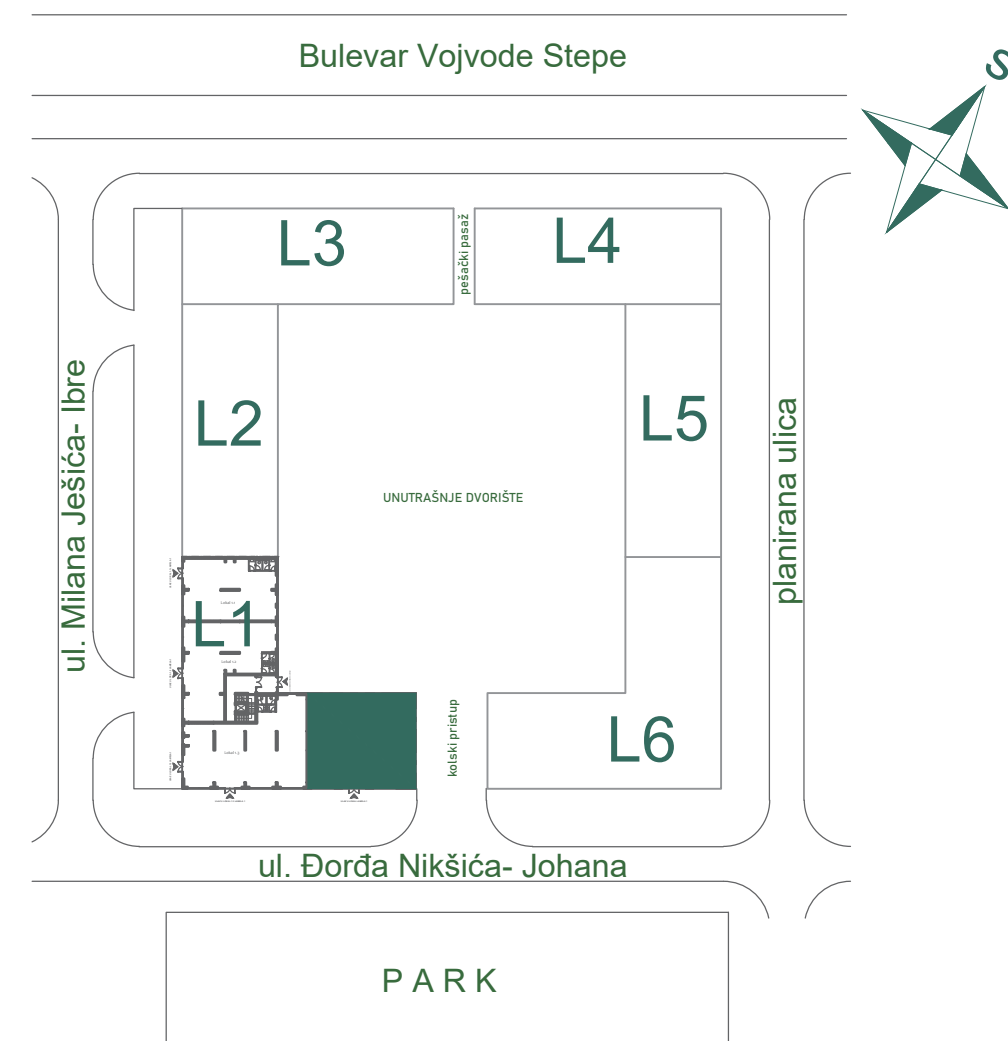 Bulevar Vojvode Stepe
S
L3
pešački pasaž
L4
ul. Milana Ješića- Ibre
L2
L5
planirana ulica
UNUTRAŠNJE DVORIŠTE
L1
kolski pristup
L6
ul. Đorđa Nikšića- Johana
PARK